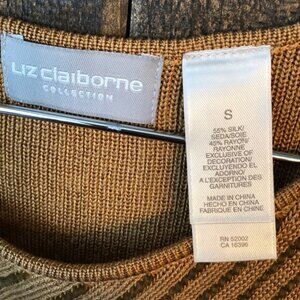 Liz claiborne
COLLECTION
S
55% SILK/
SEDA/SOIE
45% RAYON/
RAYONNE
EXCLUSIVE OF
DECORATION/
EXCLUYENDO EL
ADORNO/
A L'EXCEPTION DES
GARNITURES
MADE IN CHINA
HECHO EN CHINA
FABRIQUE EN CHINE
RN 52002
CA 16396